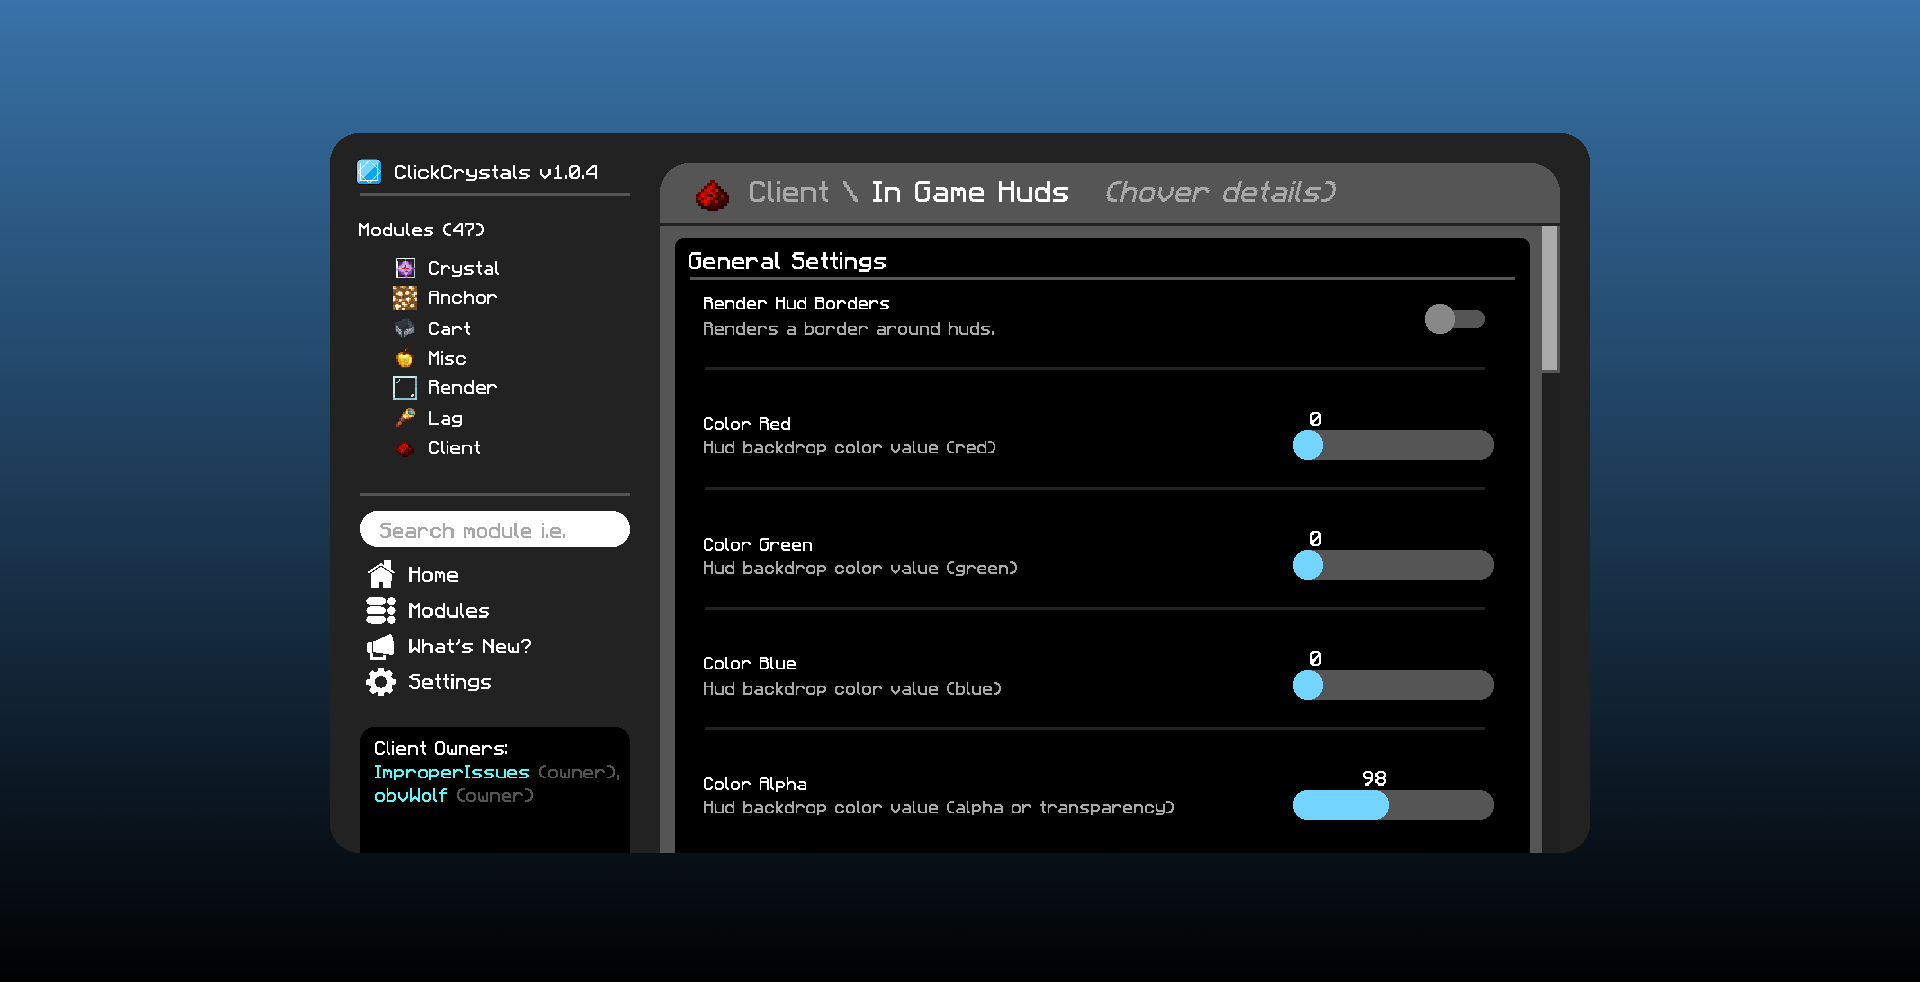 ClickCrystals v1.0.4
Modules (47)
Crystal
Anchor
Cart
Misc
Render
Lag
Client
Search module i.e.
Home
Modules
What's New?
Settings
Client Owners:
ImproperIssues (owner),
obvWolf (owner)
Client \ In Game Huds (hover details)
General Settings
Render Hud Borders
Renders a border around huds.
Color Red
Hud backdrop color value (red)
0
Color Green
Hud backdrop color value (green)
0
Color Blue
Hud backdrop color value (blue)
0
Color Alpha
Hud backdrop color value (alpha or transparency)
98